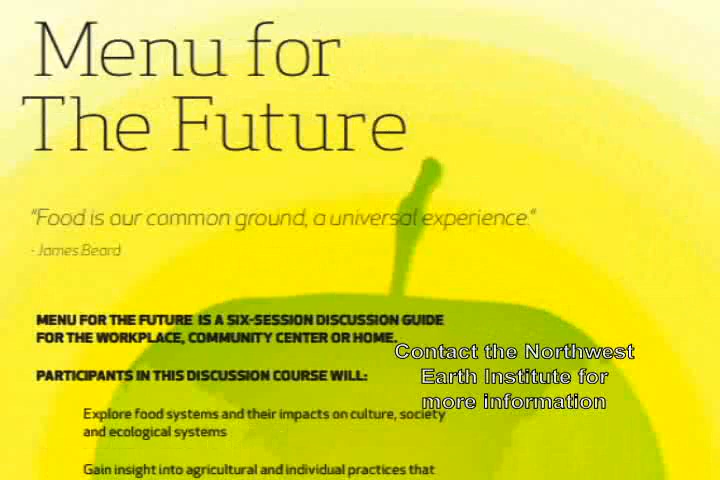 Menu for
The Future
"Food is our common ground, a universal experience."
- James Beard
MENU FOR THE FUTURE IS A SIX-SESSION DISCUSSION GUIDE
FOR THE WORKPLACE, COMMUNITY CENTER OR HOME.
Contact the Northwest
Earth Institute for
more information
PARTICIPANTS IN THIS DISCUSSION COURSE WILL:
Explore food systems and their impacts on culture, society
and ecological systems
Gain insight into agricultural and individual practices that